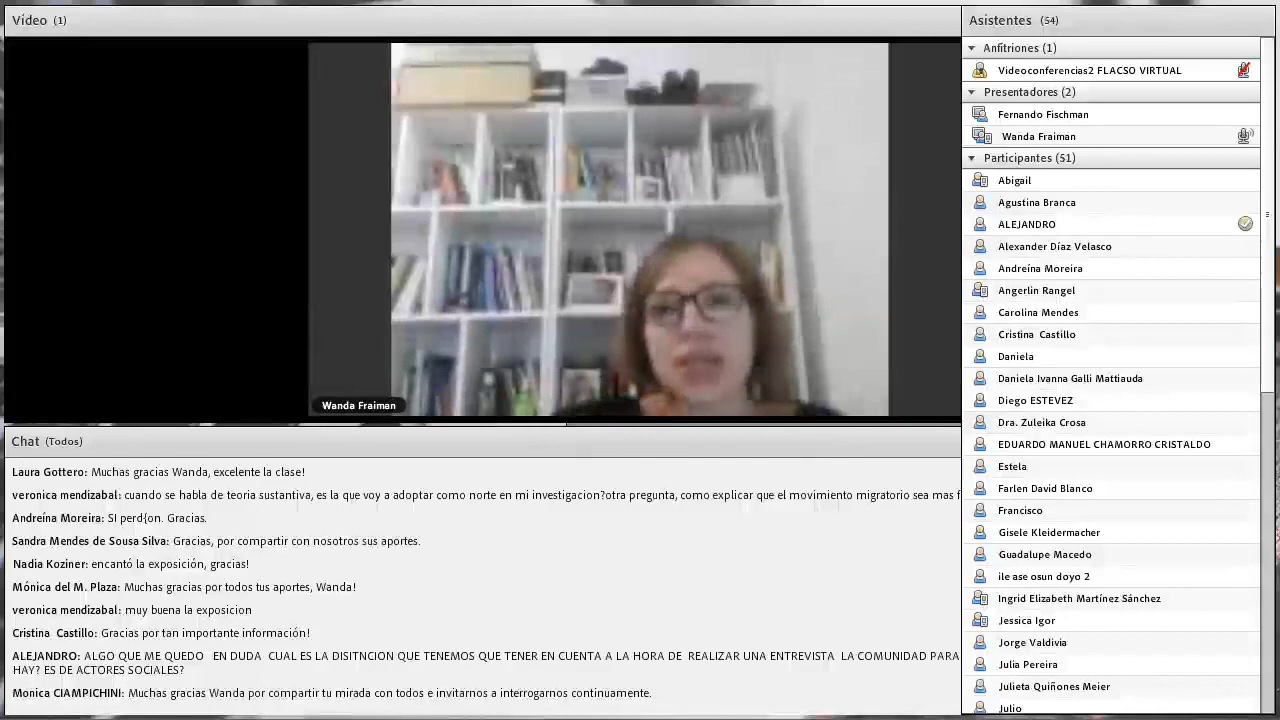 Vídeo (1)
Wanda Fraiman
Chat (Todos)
Laura Gottero: Muchas gracias Wanda, excelente la clase!
veronica mendizabal: cuando se habla de teoria sustantiva, es la que voy a adoptar como norte en mi investigacion?otra pregunta, como explicar que el movimiento migratorio sea mas f
Andreína Moreira: SI perd{on. Gracias.
Sandra Mendes de Sousa Silva: Gracias, por compartir con nosotros sus aportes.
Nadia Koziner: encantó la exposición, gracias!
Mónica del M. Plaza: Muchas gracias por todos tus aportes, Wanda!
veronica mendizabal: muy buena la exposicion
Cristina Castillo: Gracias por tan importante información!
ALEJANDRO: ALGO QUE ME QUEDO EN DUDA CUAL ES LA DISITNCION QUE TENEMOS QUE TENER EN CUENTA A LA HORA DE REALIZAR UNA ENTREVISTA LA COMUNIDAD PARA
HAY? ES DE ACTORES SOCIALES?
Monica CIAMPICHINI: Muchas gracias Wanda por compartir tu mirada con todos e invitarnos a interrogarnos continuamente.
Asistentes (54)
Anfitriones (1)
Videoconferencias2 FLACSO VIRTUAL
Presentadores (2)
Fernando Fischman
Wanda Fraiman
Participantes (51)
Abigail
Agustina Branca
ALEJANDRO
Alexander Díaz Velasco
Andreína Moreira
Angerlin Rangel
Carolina Mendes
Cristina Castillo
Daniela
Daniela Ivanna Galli Mattiauda
Diego ESTEVEZ
Dra. Zuleika Crosa
EDUARDO MANUEL CHAMORRO CRISTALDO
Estela
Farlen David Blanco
Francisco
Gisele Kleidermacher
Guadalupe Macedo
ile ase osun doyo 2
Ingrid Elizabeth Martínez Sánchez
Jessica Igor
Jorge Valdivia
Julia Pereira
Julieta Quiñones Meier
Julio